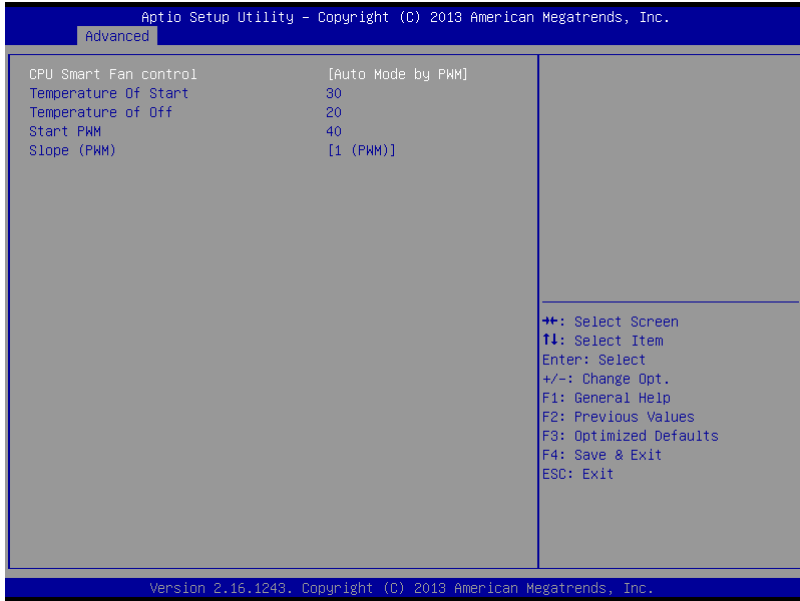 Aptio Setup Utility – Copyright (C) 2013 American Megatrends, Inc.
Advanced
CPU Smart Fan control [Auto Mode by PWM]
Temperature Of Start 30
Temperature of Off 20
Start PWM 40
Slope (PWM) [1 (PWM)]
→←: Select Screen
↑↓: Select Item
Enter: Select
+/-: Change Opt.
F1: General Help
F2: Previous Values
F3: Optimized Defaults
F4: Save & Exit
ESC: Exit
Version 2.16.1243. Copyright (C) 2013 American Megatrends, Inc.